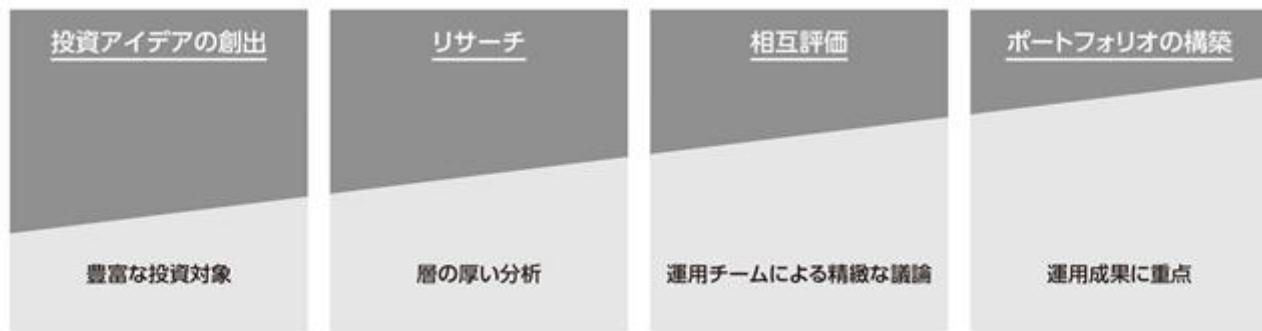 投資アイデアの創出
リサーチ
相互評価
ポートフォリオの構築
豊富な投資対象
層の厚い分析
運用チームによる精緻な議論
運用成果に重点